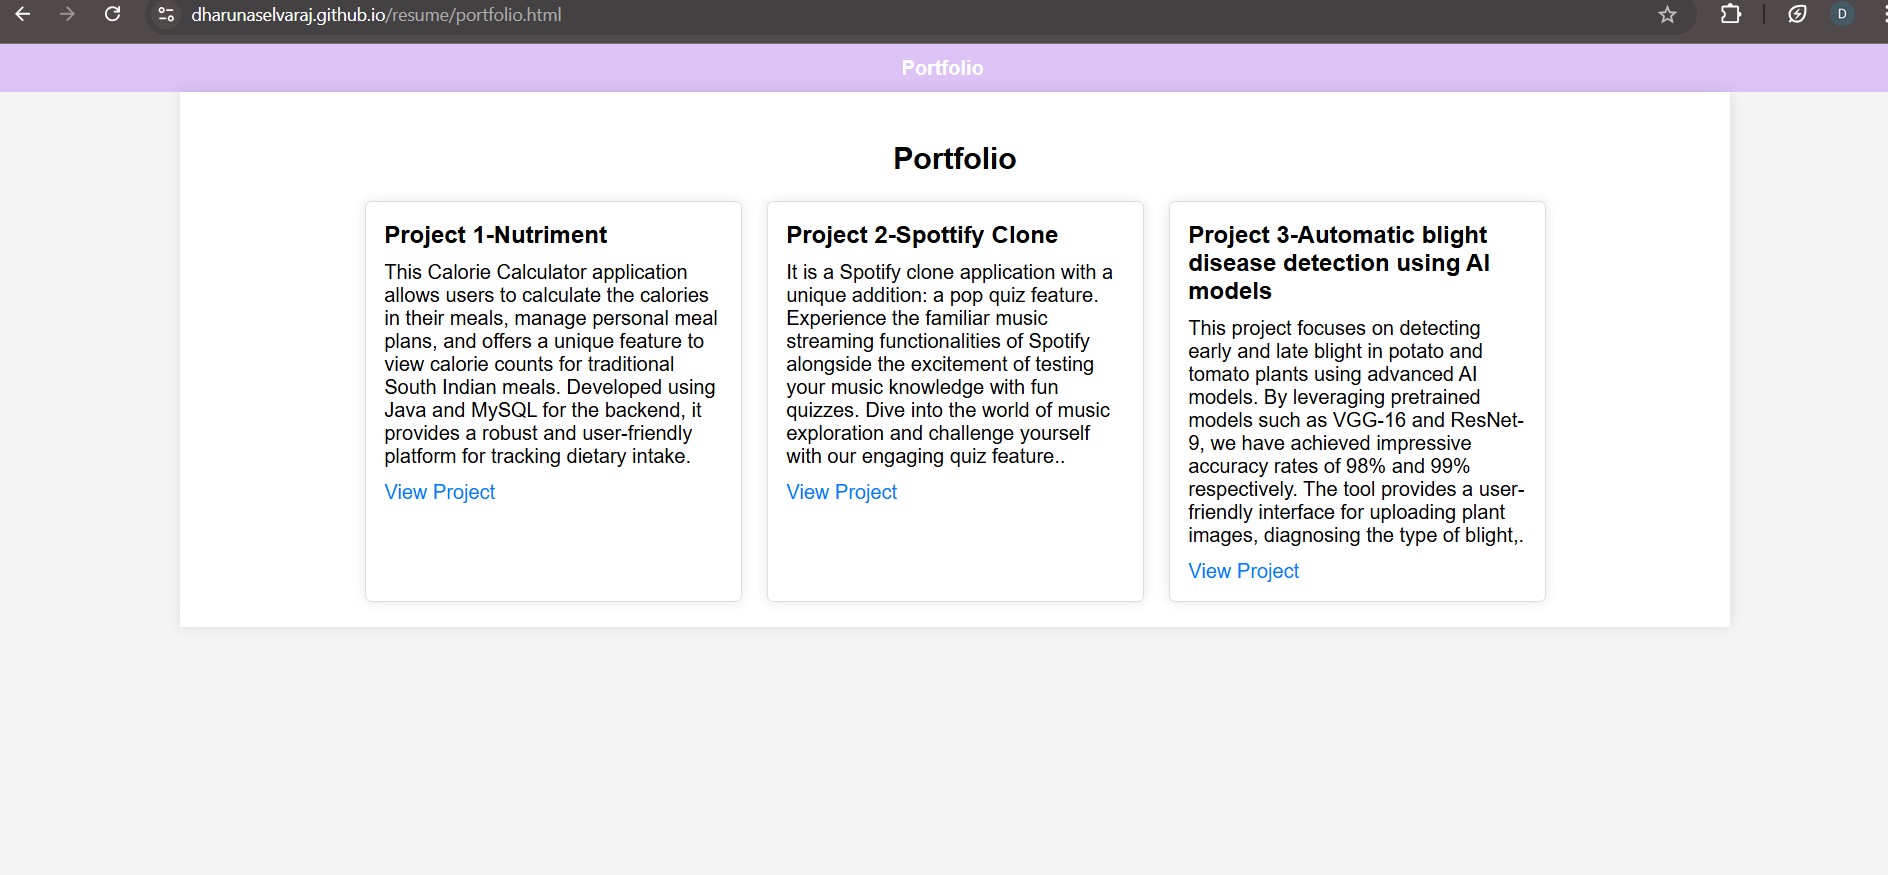 dharunaselvaraj.github.io/resume/portfolio.html
D
Portfolio
Portfolio
Project 1-Nutriment
This Calorie Calculator application
allows users to calculate the calories
in their meals, manage personal meal
plans, and offers a unique feature to
view calorie counts for traditional
South Indian meals. Developed using
Java and MySQL for the backend, it
provides a robust and user-friendly
platform for tracking dietary intake.
View Project
Project 2-Spottify Clone
It is a Spotify clone application with a
unique addition: a pop quiz feature.
Experience the familiar music
streaming functionalities of Spotify
alongside the excitement of testing
your music knowledge with fun
quizzes. Dive into the world of music
exploration and challenge yourself
with our engaging quiz feature..
View Project
Project 3-Automatic blight
disease detection using AI
models
This project focuses on detecting
early and late blight in potato and
tomato plants using advanced AI
models. By leveraging pretrained
models such as VGG-16 and ResNet-
9, we have achieved impressive
accuracy rates of 98% and 99%
respectively. The tool provides a user-
friendly interface for uploading plant
images, diagnosing the type of blight,.
View Project